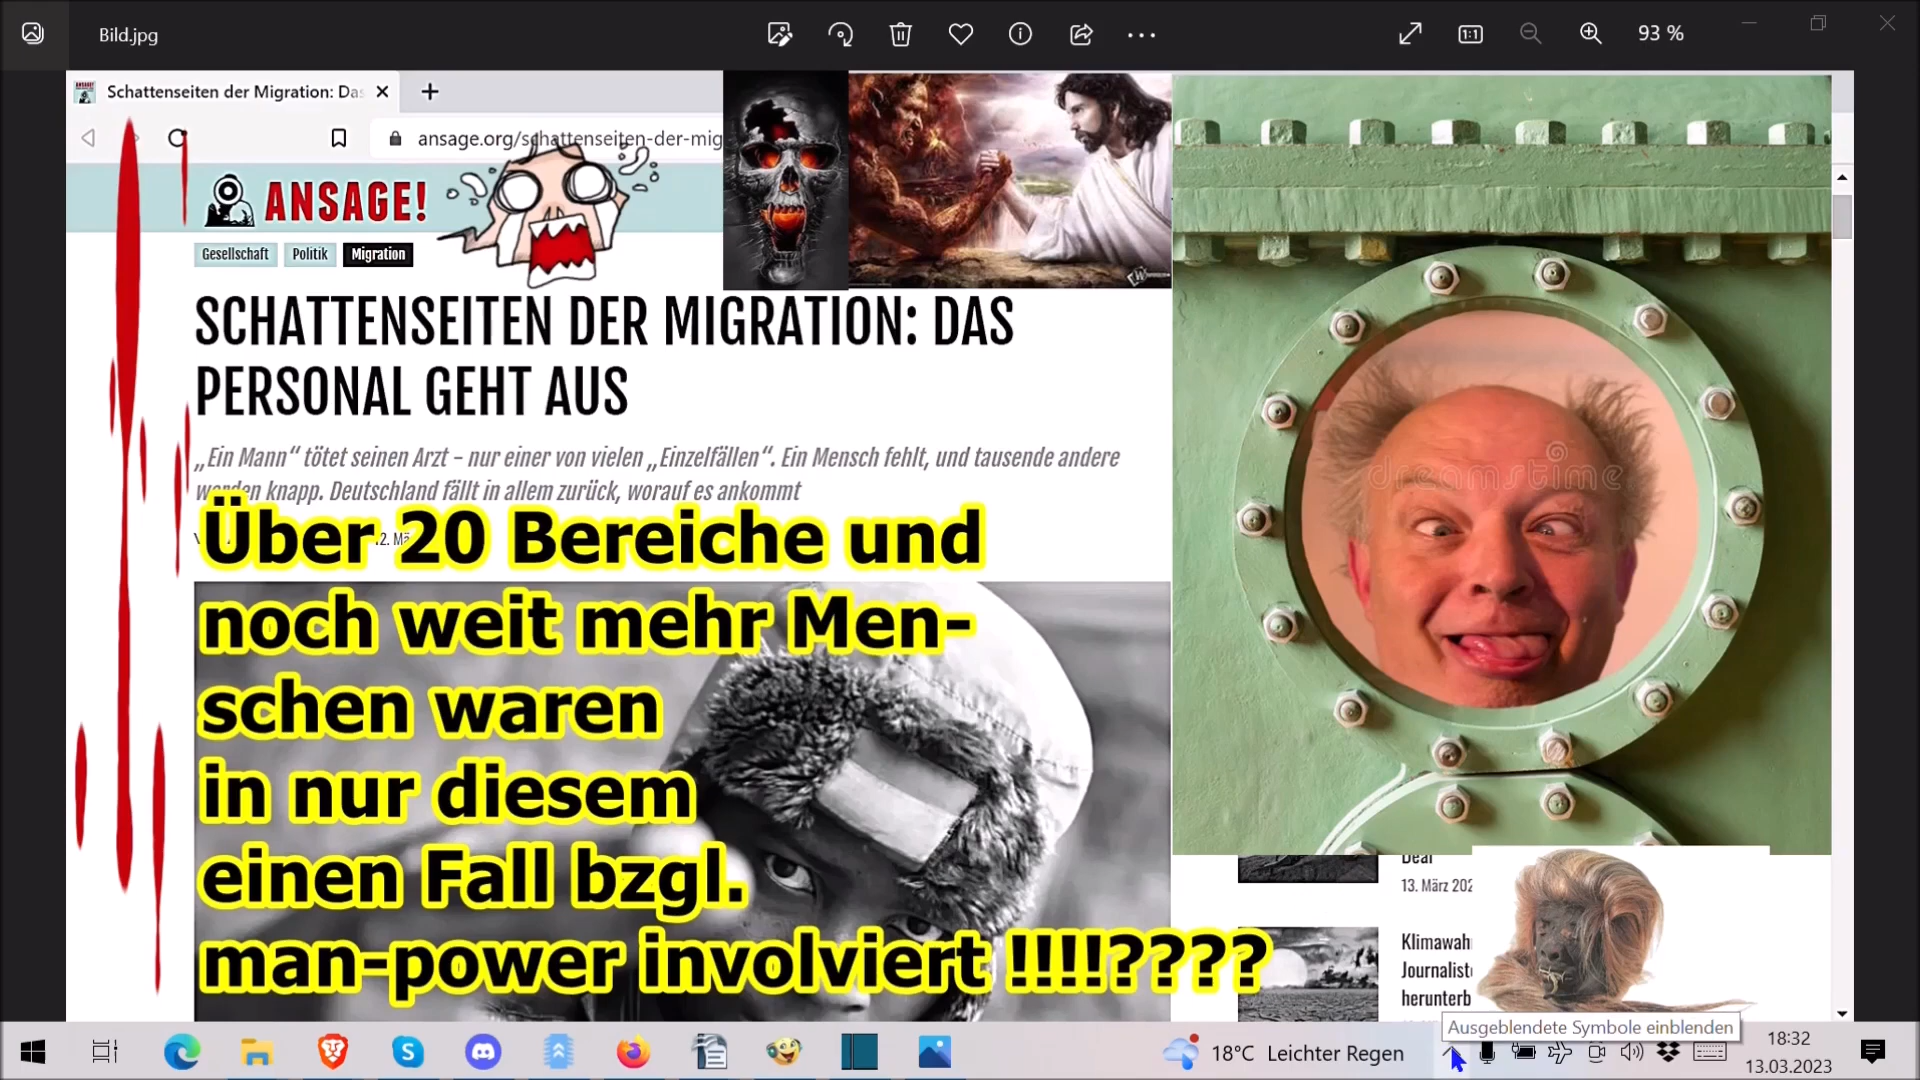 Bild.jpg
93 %
Schattenseiten der Migration: Das
ansage.org/schattenseiten-der-mig
ANSAGE!
Gesellschaft Politik Migration
SCHATTENSEITEN DER MIGRATION: DAS
PERSONAL GEHT AUS
„Ein Mann“ tötet seinen Arzt – nur einer von vielen „Einzelfällen“. Ein Mensch fehlt, und tausende andere
werden knapp. Deutschland fällt in allem zurück, worauf es ankommt
Über 20 Bereiche und
noch weit mehr Men-
schen waren
in nur diesem
einen Fall bzgl.
man-power involviert !!!!????
dreamstime
Deal
13. März 202
Klimawah
Journalist
herunterb
Ausgeblendete Symbole einblenden
18°C Leichter Regen
18:32
13.03.2023